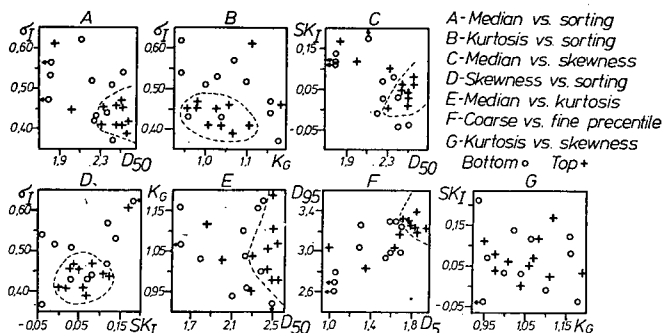 A
B
C
A-Median vs. sorting
B-Kurtosis vs. sorting
C-Median vs. skewness
D-Skewness vs. sorting
E-Median vs. kurtosis
F-Coarse vs. fine precentile
G-Kurtosis vs. skewness
Bottom o Top +
σI
0,60
0,50
0,40
1,9
2,3
D50
σI
0,60
0,50
0,40
1,0
1,1
KG
SKI
0,15
0,05
-0,05
1,9
2,3
D50
D
E
F
G
σI
0,60
0,50
0,40
-0,05
0,05
0,15
SKI
KG
1,15
1,05
0,95
1,7
2,1
2,5
D50
D95
3.4
3.0
2.6
1.0
1.4
1,8
D5
SKI
0,15
0,05
-0,05
0,95
1,05
1,15
KG